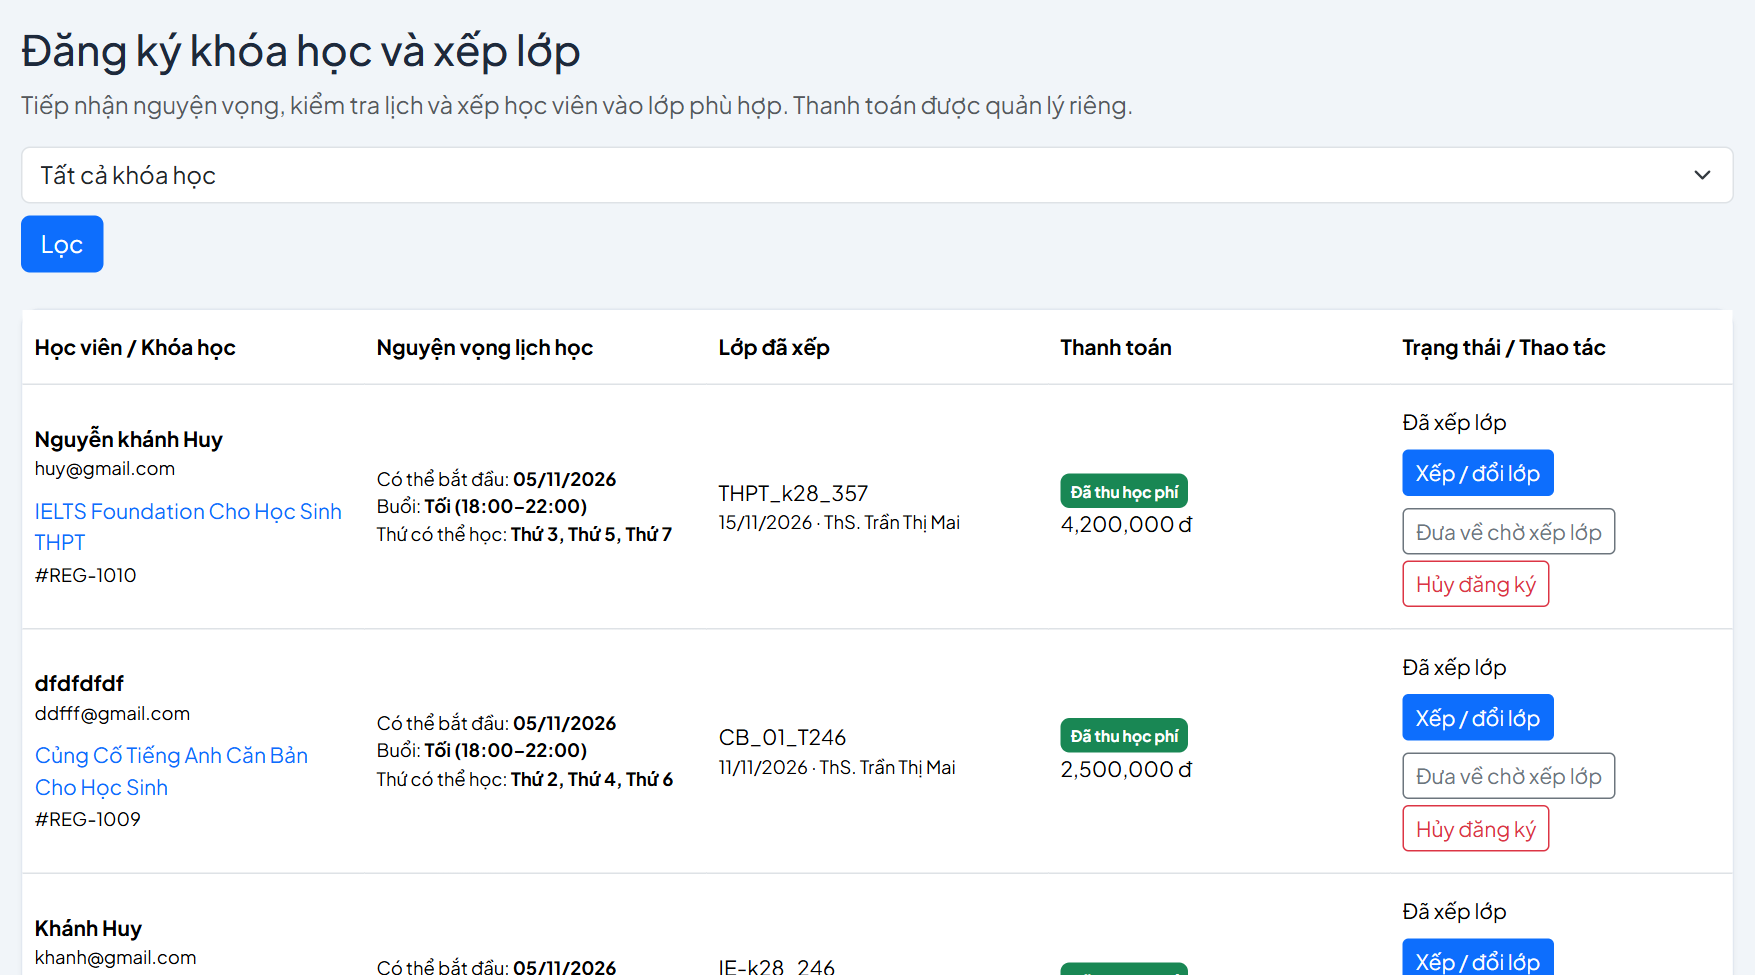 Đăng ký khóa học và xếp lớp
Tiếp nhận nguyện vọng, kiểm tra lịch và xếp học viên vào lớp phù hợp. Thanh toán được quản lý riêng.
Tất cả khóa học
Lọc
Học viên / Khóa học
Nguyện vọng lịch học
Lớp đã xếp
Thanh toán
Trạng thái / Thao tác
Nguyễn khánh Huy
huy@gmail.com
IELTS Foundation Cho Học Sinh
THPT
#REG-1010
Có thể bắt đầu: 05/11/2026
Buổi: Tối (18:00–22:00)
Thứ có thể học: Thứ 3, Thứ 5, Thứ 7
THPT_k28_357
15/11/2026 · ThS. Trần Thị Mai
Đã thu học phí
4,200,000 đ
Đã xếp lớp
Xếp / đổi lớp
Đưa về chờ xếp lớp
Hủy đăng ký
dfdfdfdf
ddfff@gmail.com
Củng Cố Tiếng Anh Căn Bản
Cho Học Sinh
#REG-1009
Có thể bắt đầu: 05/11/2026
Buổi: Tối (18:00–22:00)
Thứ có thể học: Thứ 2, Thứ 4, Thứ 6
CB_01_T246
11/11/2026 · ThS. Trần Thị Mai
Đã thu học phí
2,500,000 đ
Đã xếp lớp
Xếp / đổi lớp
Đưa về chờ xếp lớp
Hủy đăng ký
Khánh Huy
khanh@gmail.com
Có thể bắt đầu: 05/11/2026
IE-k28_246
Đã xếp lớp
Xếp / đổi lớp